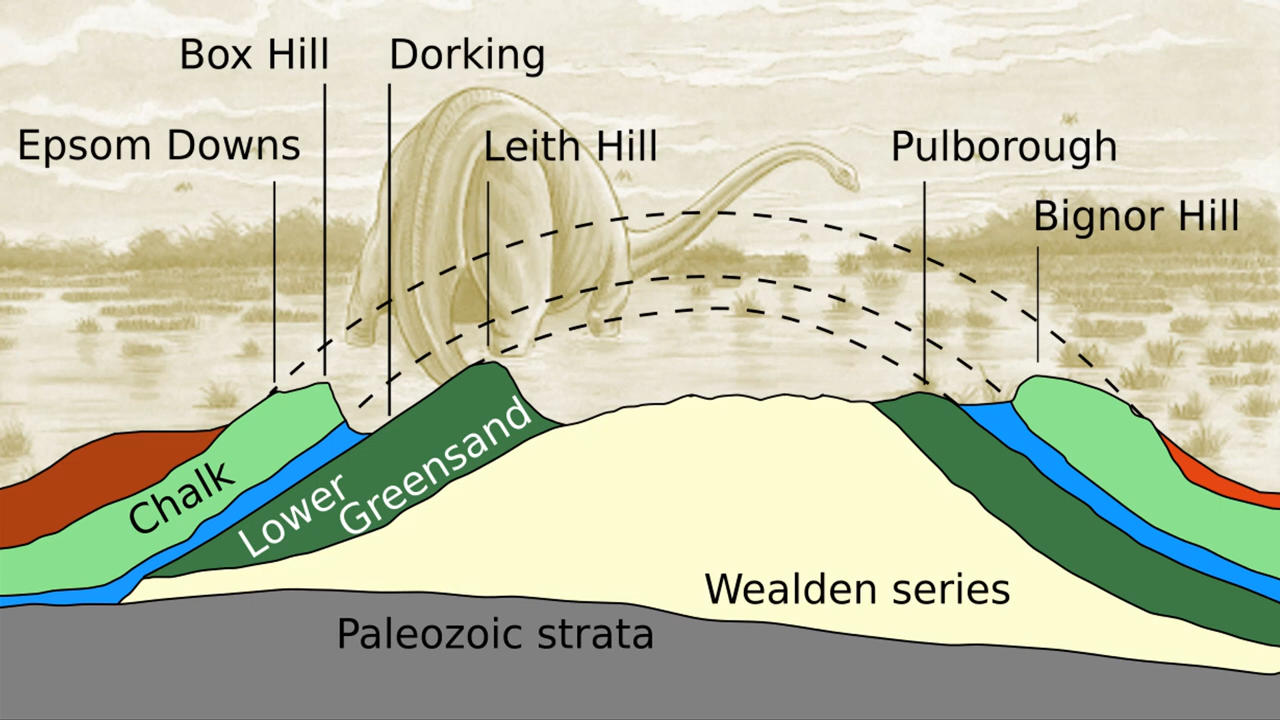 Box Hill
Dorking
Epsom Downs
Leith Hill
Pulborough
Bignor Hill
Chalk
Lower
Greensand
Wealden series
Paleozoic strata